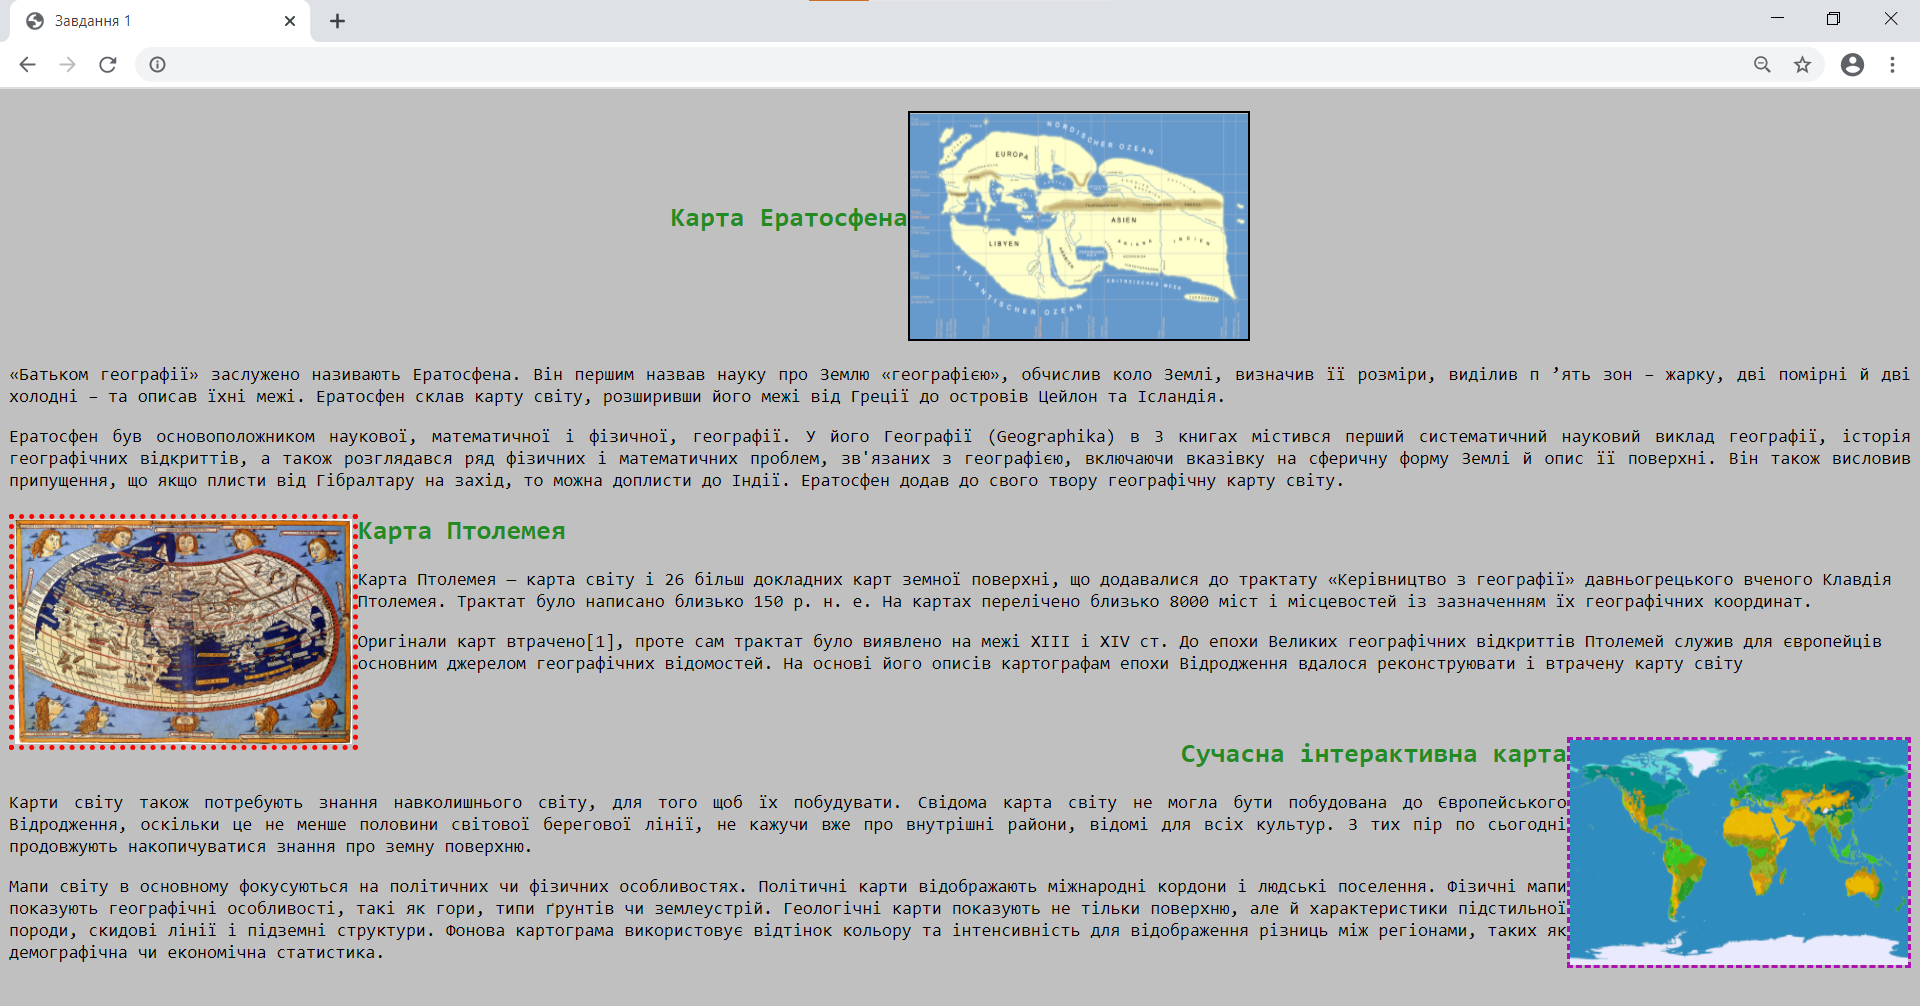 Завдання 1
Карта Ератосфена
NORDISCHER OZEAN
EUROPA
ASIEN
LIBYEN
ARABIEN
ARIANA
INDIEN
ATLANTISCHER OZEAN
ERITREISCHES MEER
«Батьком географії» заслужено називають Ератосфена. Він першим назвав науку про Землю «географією», обчислив коло Землі, визначив її розміри, виділив п ’ять зон – жарку, дві помірні й дві
холодні – та описав їхні межі. Ератосфен склав карту світу, розширивши його межі від Греції до островів Цейлон та Ісландія.
Ератосфен був основоположником наукової, математичної і фізичної, географії. У його Географії (Geographika) в 3 книгах містився перший систематичний науковий виклад географії, історія
географічних відкриттів, а також розглядався ряд фізичних і математичних проблем, зв'язаних з географією, включаючи вказівку на сферичну форму Землі й опис її поверхні. Він також висловив
припущення, що якщо плисти від Гібралтару на захід, то можна доплисти до Індії. Ератосфен додав до свого твору географічну карту світу.
Карта Птолемея
Карта Птолемея — карта світу і 26 більш докладних карт земної поверхні, що додавалися до трактату «Керівництво з географії» давньогрецького вченого Клавдія
Птолемея. Трактат було написано близько 150 р. н. е. На картах перелічено близько 8000 міст і місцевостей із зазначенням їх географічних координат.
Оригінали карт втрачено[1], проте сам трактат було виявлено на межі XIII і XIV ст. До епохи Великих географічних відкриттів Птолемей служив для європейців
основним джерелом географічних відомостей. На основі його описів картографам епохи Відродження вдалося реконструювати і втрачену карту світу
Сучасна інтерактивна карта
Карти світу також потребують знання навколишнього світу, для того щоб їх побудувати. Свідома карта світу не могла бути побудована до Європейського
Відродження, оскільки це не менше половини світової берегової лінії, не кажучи вже про внутрішні райони, відомі для всіх культур. З тих пір по сьогодні
продовжують накопичуватися знання про земну поверхню.
Мапи світу в основному фокусуються на політичних чи фізичних особливостях. Політичні карти відображають міжнародні кордони і людські поселення. Фізичні мапи
показують географічні особливості, такі як гори, типи ґрунтів чи землеустрій. Геологічні карти показують не тільки поверхню, але й характеристики підстильної
породи, скидові лінії і підземні структури. Фонова картограма використовує відтінок кольору та інтенсивність для відображення різниць між регіонами, таких як
демографічна чи економічна статистика.